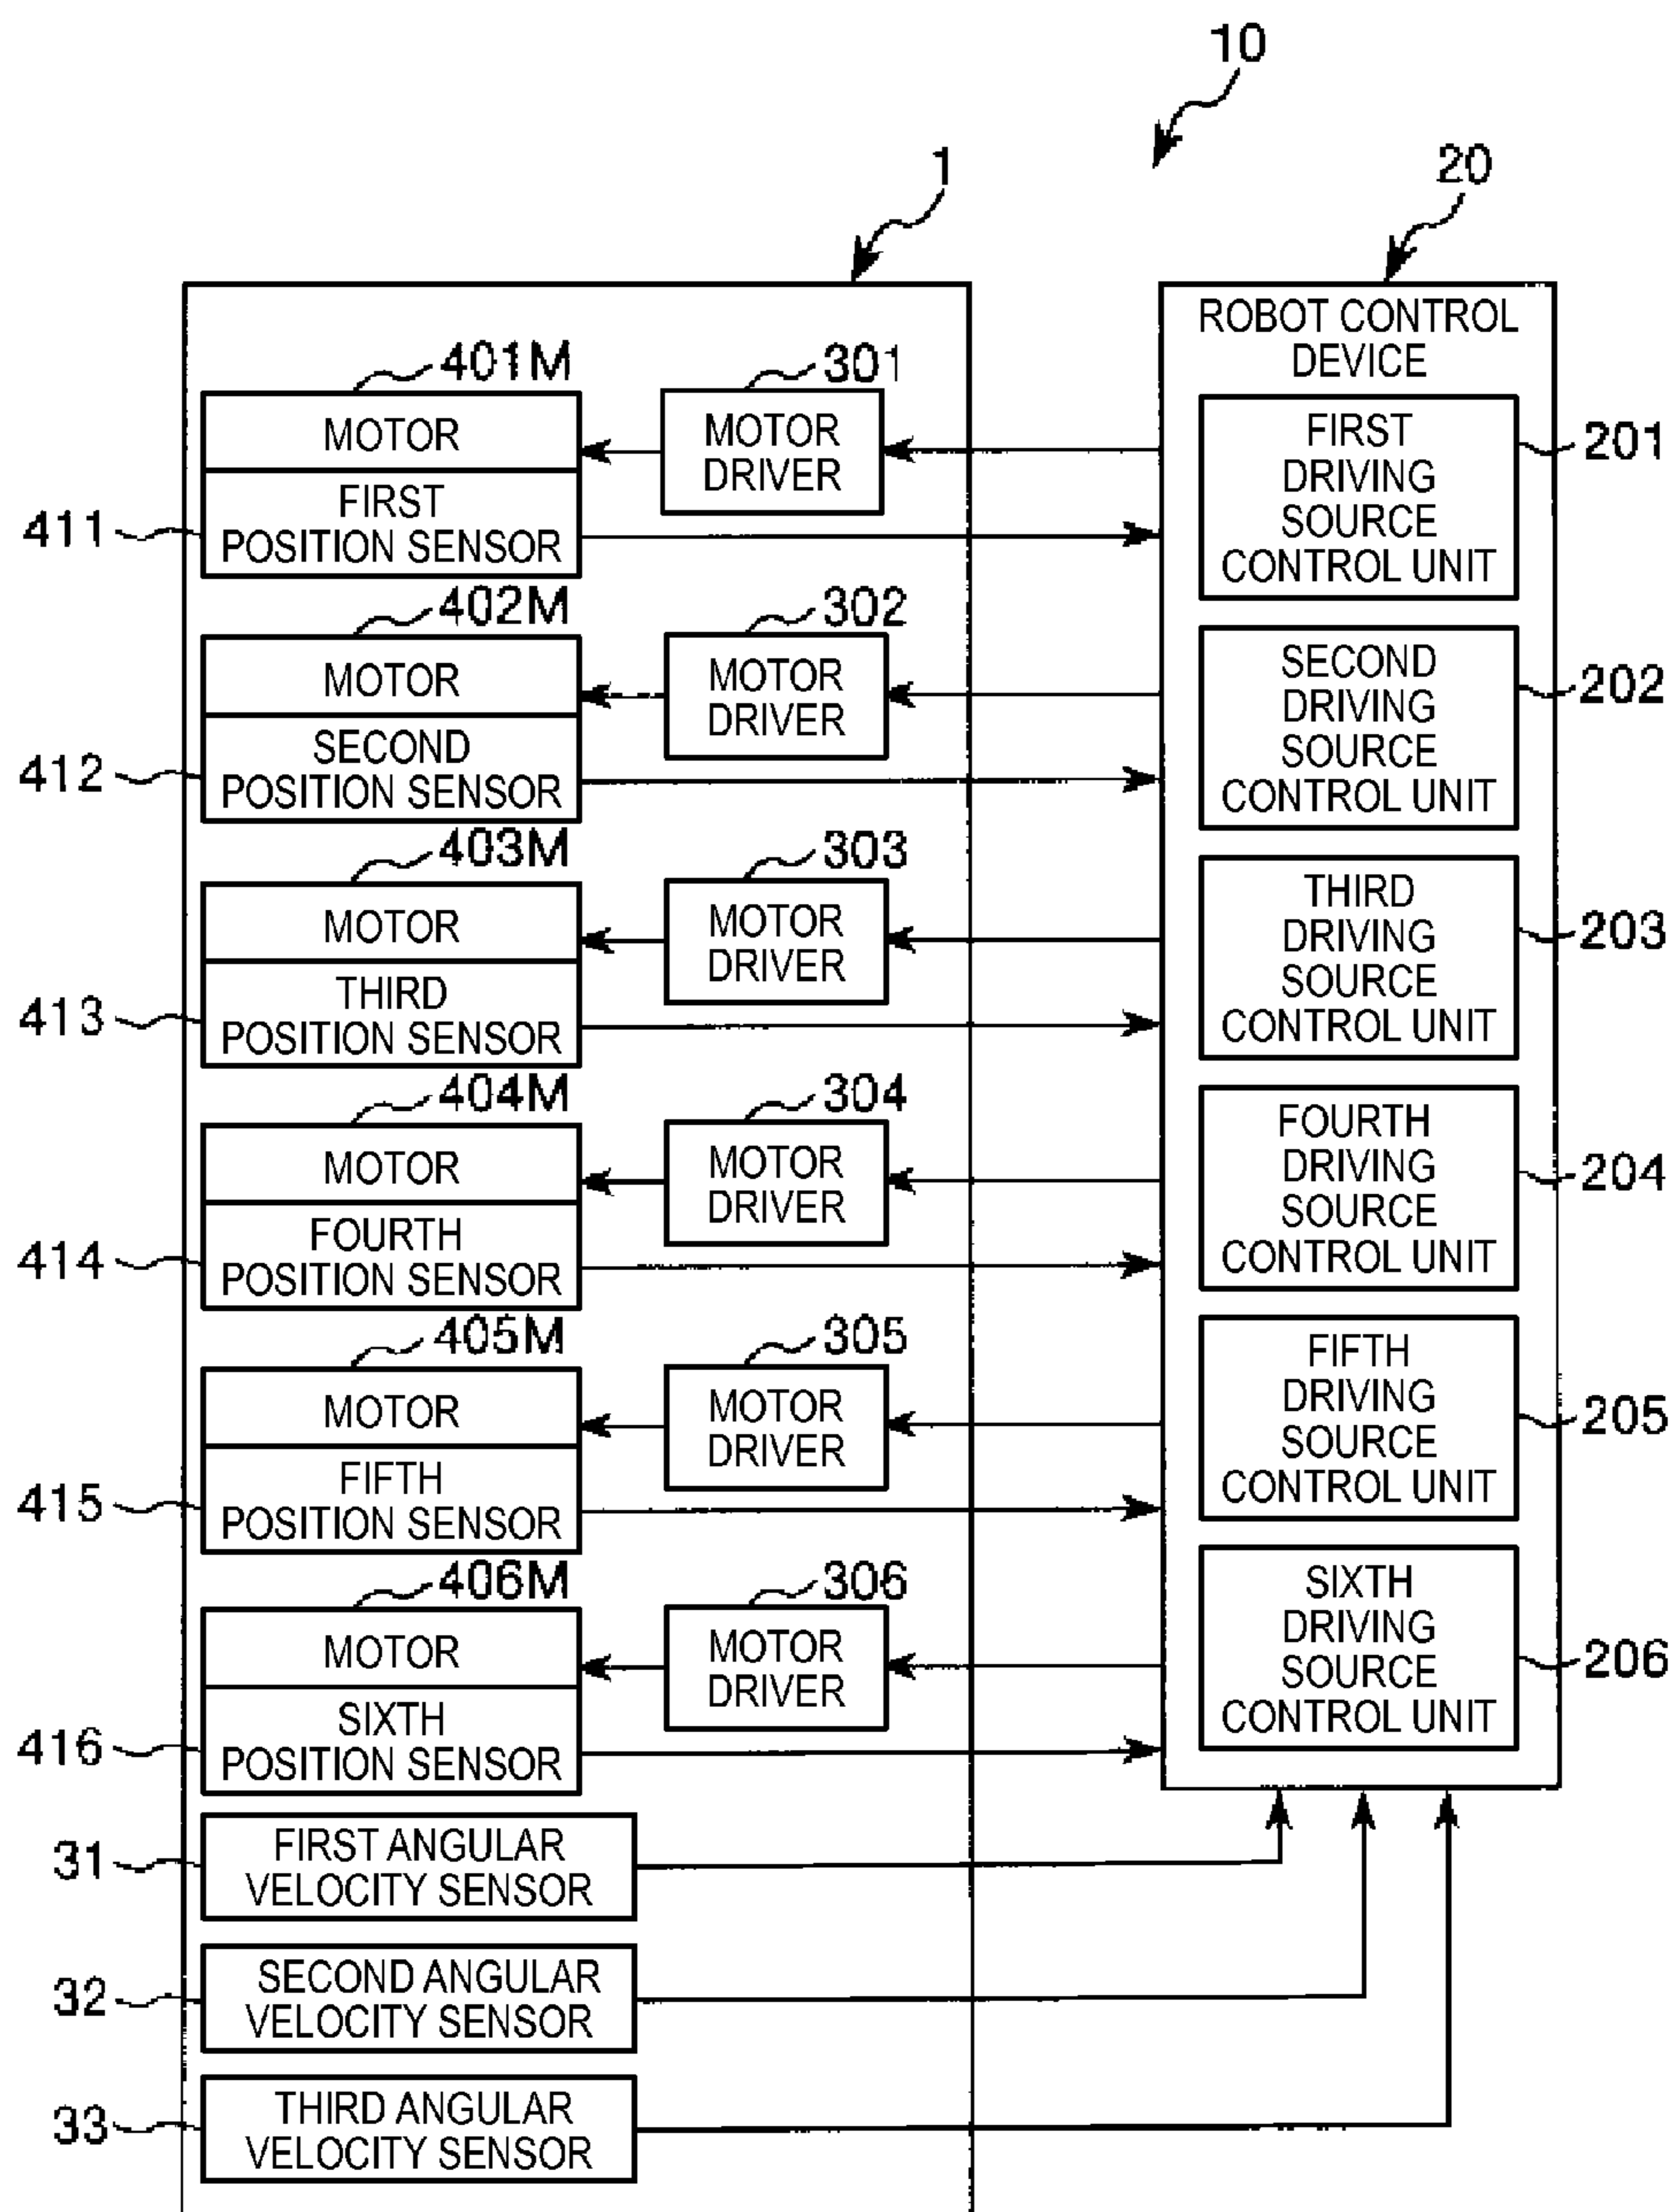 10
1
20
ROBOT CONTROL
DEVICE
401M
301
MOTOR
MOTOR
DRIVER
FIRST
POSITION SENSOR
411
FIRST
DRIVING
SOURCE
CONTROL UNIT
201
402M
302
MOTOR
MOTOR
DRIVER
SECOND
POSITION SENSOR
412
SECOND
DRIVING
SOURCE
CONTROL UNIT
202
403M
303
MOTOR
MOTOR
DRIVER
THIRD
POSITION SENSOR
413
THIRD
DRIVING
SOURCE
CONTROL UNIT
203
404M
304
MOTOR
MOTOR
DRIVER
FOURTH
POSITION SENSOR
414
FOURTH
DRIVING
SOURCE
CONTROL UNIT
204
405M
305
MOTOR
MOTOR
DRIVER
FIFTH
POSITION SENSOR
415
FIFTH
DRIVING
SOURCE
CONTROL UNIT
205
406M
306
MOTOR
MOTOR
DRIVER
SIXTH
POSITION SENSOR
416
SIXTH
DRIVING
SOURCE
CONTROL UNIT
206
31
FIRST ANGULAR
VELOCITY SENSOR
32
SECOND ANGULAR
VELOCITY SENSOR
33
THIRD ANGULAR
VELOCITY SENSOR